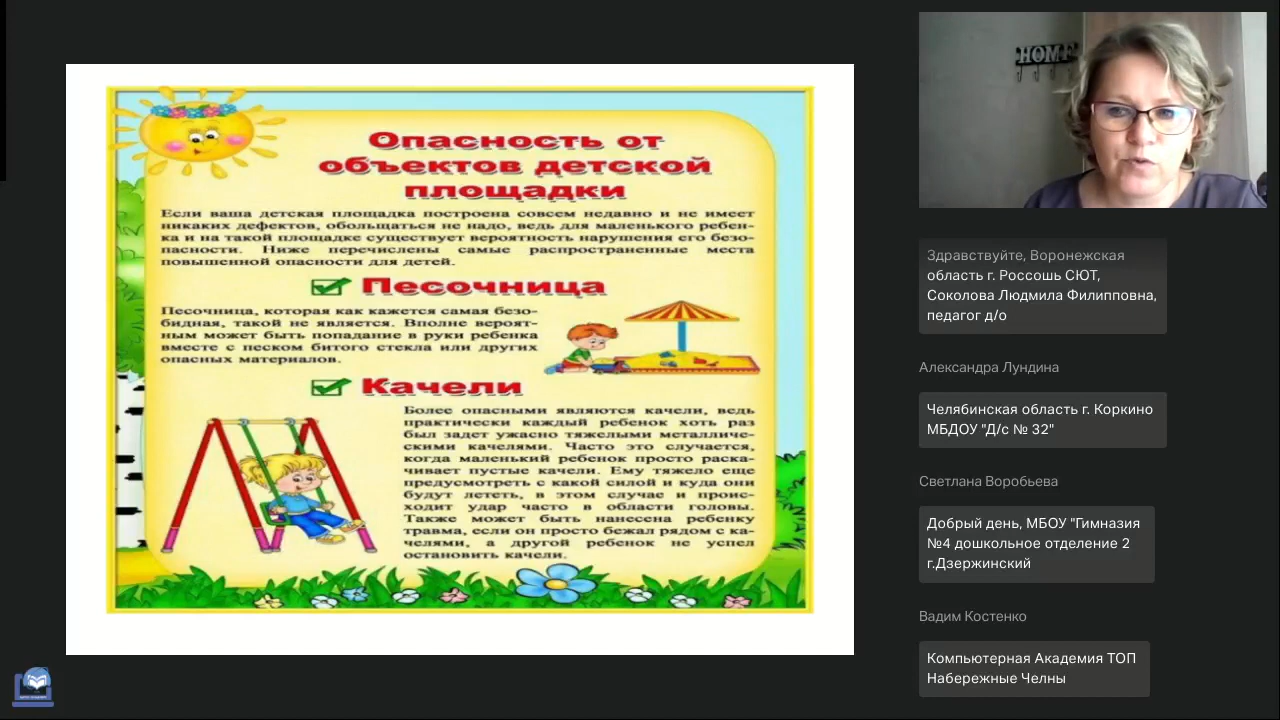 Опасность от
объектов детской
площадки
Если ваша детская площадка построена совсем недавно и не имеет
никаких дефектов, обольщаться не надо, ведь для маленького ребен-
ка и на такой площадке существует вероятность нарушения его безо-
пасности. Ниже перечислены самые распространенные места
повышенной опасности для детей.
Песочница
Песочница, которая как кажется самая безо-
бидная, такой не является. Вполне вероят-
ным может быть попадание в руки ребенка
вместе с песком битого стекла или других
опасных материалов.
Качели
Более опасными являются качели, ведь
практически каждый ребенок хоть раз
был задет ужасно тяжелыми металличе-
скими качелями. Часто это случается,
когда маленький ребенок просто раска-
чивает пустые качели. Ему тяжело еще
предусмотреть с какой силой и куда они
будут лететь, в этом случае и проис-
ходит удар часто в области головы.
Также может быть нанесена ребенку
травма, если он просто бежал рядом с ка-
челями, а другой ребенок не успел
остановить качели.
HOME
Здравствуйте, Воронежская
область г. Россошь СЮТ,
Соколова Людмила Филипповна,
педагог д/о
Александра Лундина
Челябинская область г. Коркино
МБДОУ "Д/с № 32"
Светлана Воробьева
Добрый день, МБОУ "Гимназия
№4 дошкольное отделение 2
г.Дзержинский
Вадим Костенко
Компьютерная Академия ТОП
Набережные Челны